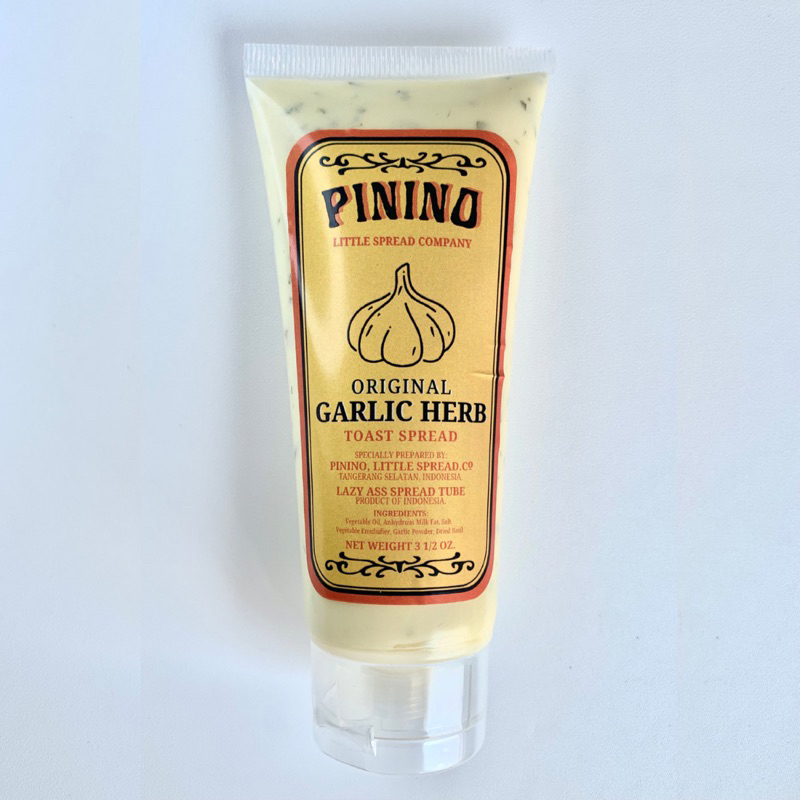 PININO
LITTLE SPREAD COMPANY
ORIGINAL
GARLIC HERB
TOAST SPREAD
SPECIALLY PREPARED BY:
PININO, LITTLE SPREAD.CO
TANGERANG SELATAN, INDONESIA.
LAZY ASS SPREAD TUBE
PRODUCT OF INDONESIA.
INGREDIENTS:
Vegetable Oil, Anhydrous Milk Fat, Salt
Vegetable Emulsifier, Garlic Powder, Dried Basil
NET WEIGHT 3 1/2 OZ.